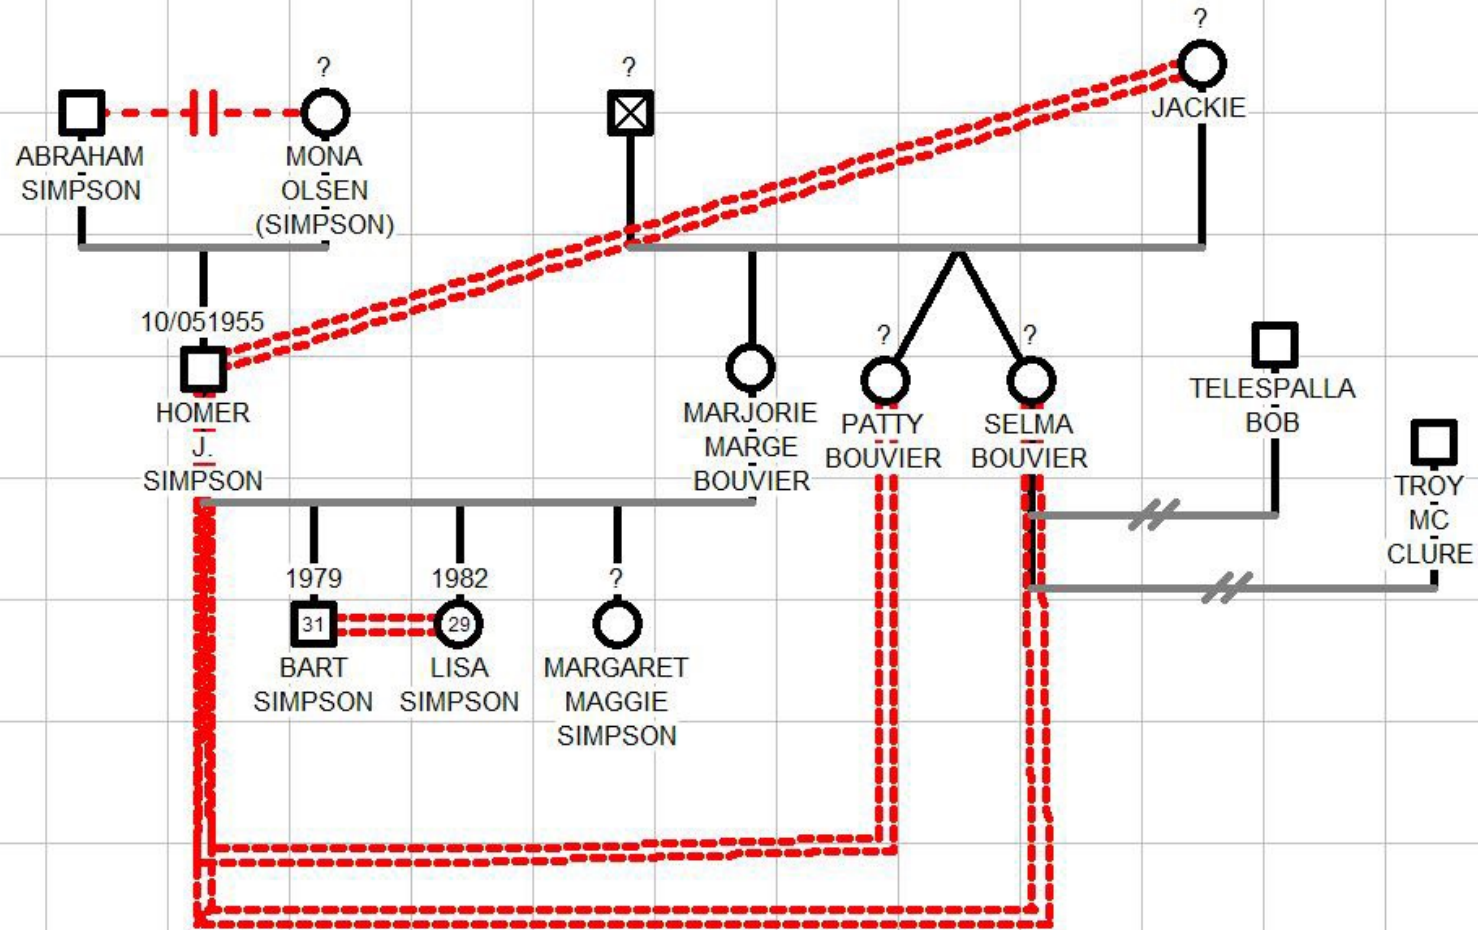 ?
?
?
JACKIE
ABRAHAM
SIMPSON
MONA
OLSEN
(SIMPSON)
10/051955
?
?
HOMER
J.
SIMPSON
MARJORIE
MARGE
BOUVIER
PATTY
BOUVIER
SELMA
BOUVIER
TELESPALLA
BOB
TROY
MC
CLURE
1979
1982
?
31
29
BART
SIMPSON
LISA
SIMPSON
MARGARET
MAGGIE
SIMPSON